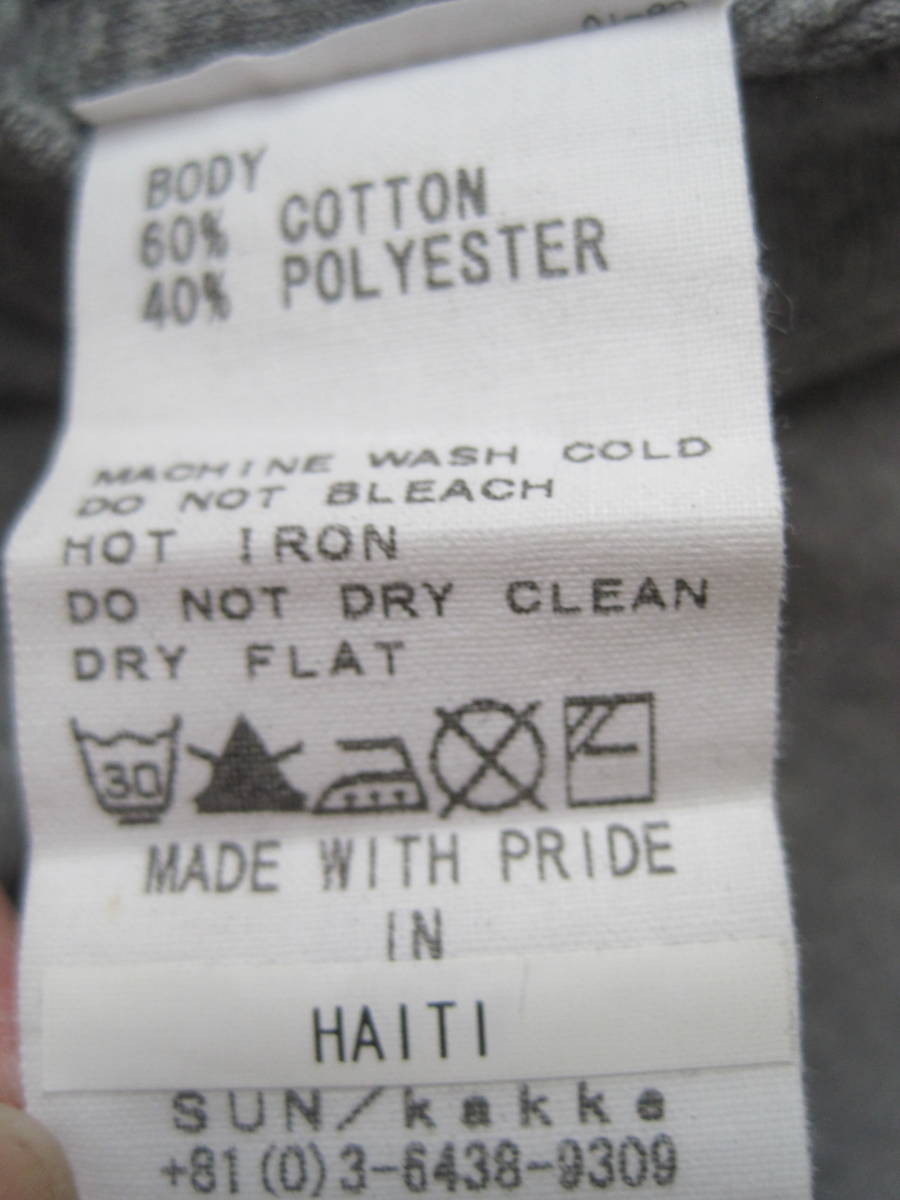 BODY
60% COTTON
40% POLYESTER
MACHINE WASH COLD
DO NOT BLEACH
HOT IRON
DO NOT DRY CLEAN
DRY FLAT
30
MADE WITH PRIDE
IN
HAITI
SUN/kakke
+81(0)3-6438-9309